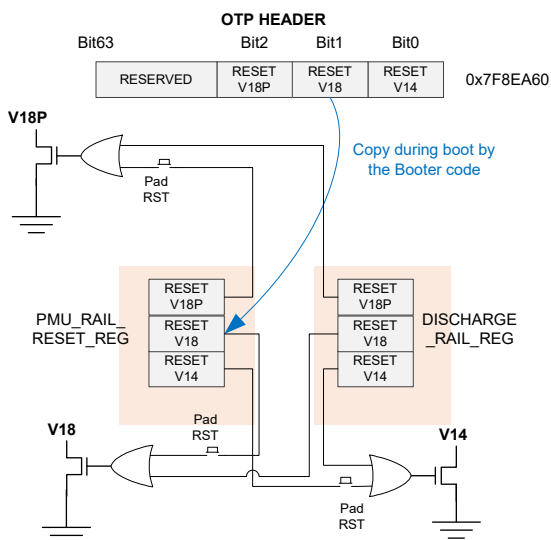 OTP HEADER
Bit63
Bit2
Bit1
Bit0
RESERVED
RESET
V18P
RESET
V18
RESET
V14
0x7F8EA60
V18P
Pad
RST
Copy during boot by
the Booter code
PMU_RAIL_
RESET_REG
RESET
V18P
RESET
V18
RESET
V14
RESET
V18P
RESET
V18
RESET
V14
DISCHARGE
_RAIL_REG
V18
Pad
RST
V14
Pad
RST